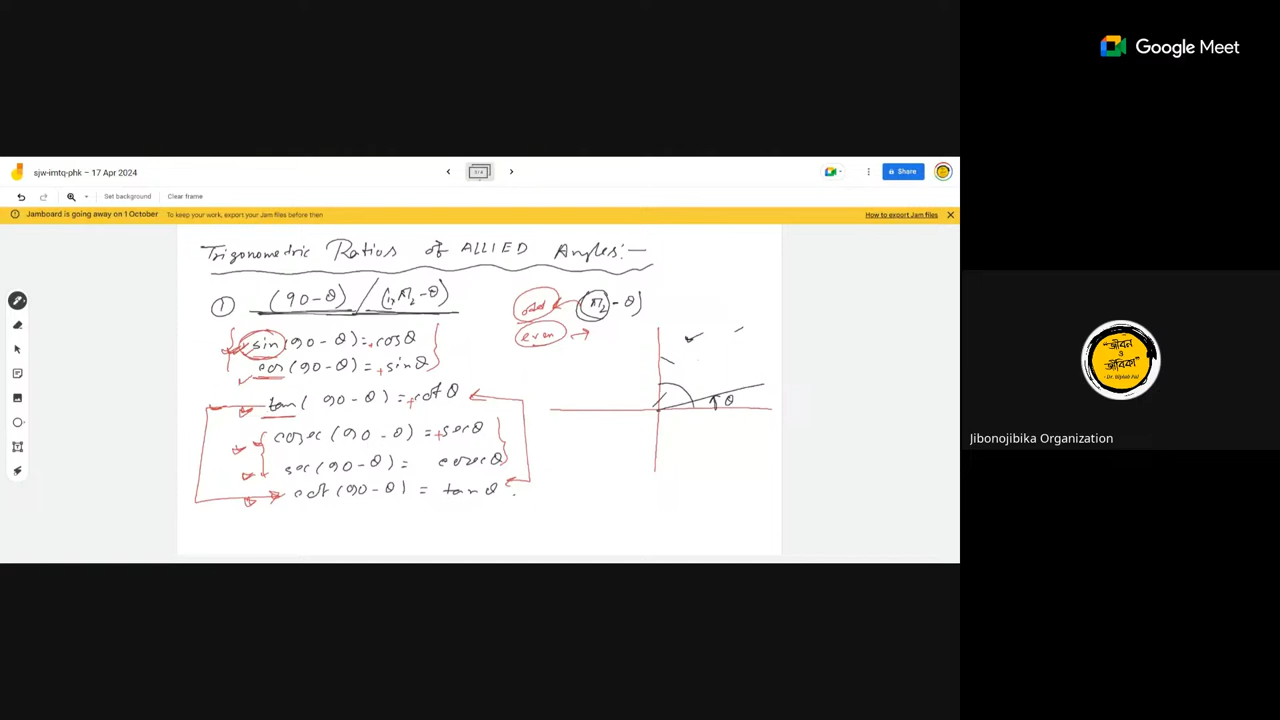 Google Meet
sjw-imtq-phk – 17 Apr 2024
Share
Set background
Clear frame
Jamboard is going away on 1 October To keep your work, export your Jam files before then
How to export Jam files
Trigonometric Ratios of ALLIED Angles:—
① (90-θ) / (π/2-θ)
odd (π/2 - θ)
even →
sin(90-θ)=+cosθ
cos(90-θ)=+sinθ
tan(90-θ)=+cotθ
cosec(90-θ)=+secθ
sec(90-θ)= cosecθ
cot(90-θ) = tanθ
θ
জীবন
ও
জীবিকা
Jibonojibika Organization